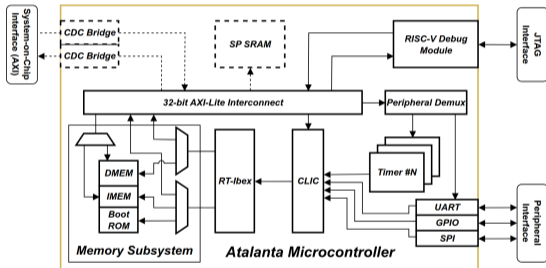 System-on-Chip
Interface (AXI)
CDC Bridge
CDC Bridge
SP SRAM
RISC-V Debug
Module
JTAG
Interface
32-bit AXI-Lite Interconnect
Peripheral Demux
DMEM
IMEM
Boot
ROM
RT-Ibex
CLIC
Timer #N
UART
GPIO
SPI
Peripheral
Interface
Memory Subsystem
Atalanta Microcontroller